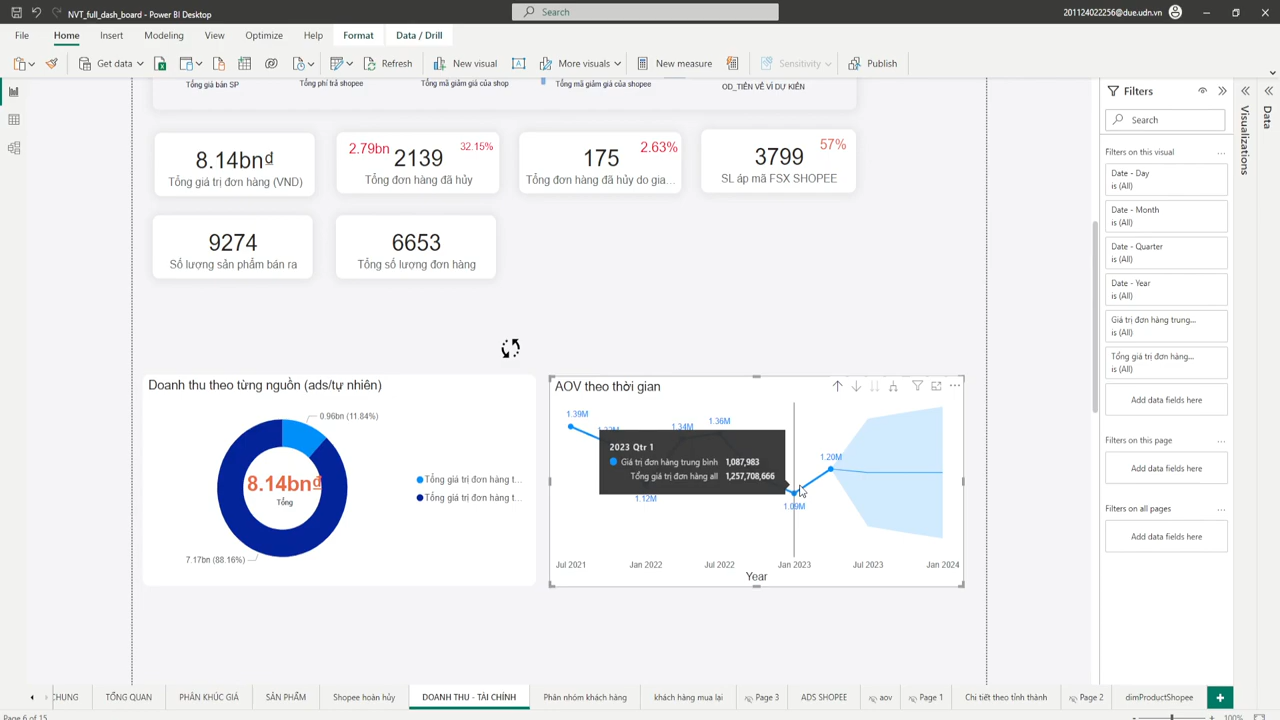 NVT_full_dash_board - Power BI Desktop
Search
201124022256@due.udn.vn
File
Home
Insert
Modeling
View
Optimize
Help
Format
Data / Drill
Get data
Refresh
New visual
More visuals
New measure
Sensitivity
Publish
Tổng giá bán SP
Tổng phí trả shopee
Tổng mã giảm giá của shop
Tổng mã giảm giá của shopee
OD_TIỀN VỀ VÍ DỰ KIẾN
8.14bn₫
Tổng giá trị đơn hàng (VND)
2.79bn
2139
32.15%
Tổng đơn hàng đã hủy
175
2.63%
Tổng đơn hàng đã hủy do gia...
3799
57%
SL áp mã FSX SHOPEE
9274
Số lượng sản phẩm bán ra
6653
Tổng số lượng đơn hàng
Doanh thu theo từng nguồn (ads/tự nhiên)
0.96bn (11.84%)
8.14bn₫
Tổng
7.17bn (88.16%)
Tổng giá trị đơn hàng t...
Tổng giá trị đơn hàng t...
AOV theo thời gian
1.39M
1.34M
1.36M
1.12M
1.09M
1.20M
2023 Qtr 1
Giá trị đơn hàng trung bình 1,087,983
Tổng giá trị đơn hàng all 1,257,708,666
Jul 2021
Jan 2022
Jul 2022
Jan 2023
Jul 2023
Jan 2024
Year
Filters
Search
Filters on this visual
Date - Day
is (All)
Date - Month
is (All)
Date - Quarter
is (All)
Date - Year
is (All)
Giá trị đơn hàng trung...
is (All)
Tổng giá trị đơn hàng...
is (All)
Add data fields here
Filters on this page
Add data fields here
Filters on all pages
Add data fields here
Visualizations
Data
CHUNG
TỔNG QUAN
PHÂN KHÚC GIÁ
SẢN PHẨM
Shopee hoàn hủy
DOANH THU - TÀI CHÍNH
Phân nhóm khách hàng
khách hàng mua lại
Page 3
ADS SHOPEE
aov
Page 1
Chi tiết theo tỉnh thành
Page 2
dimProductShopee
Page 6 of 15
100%